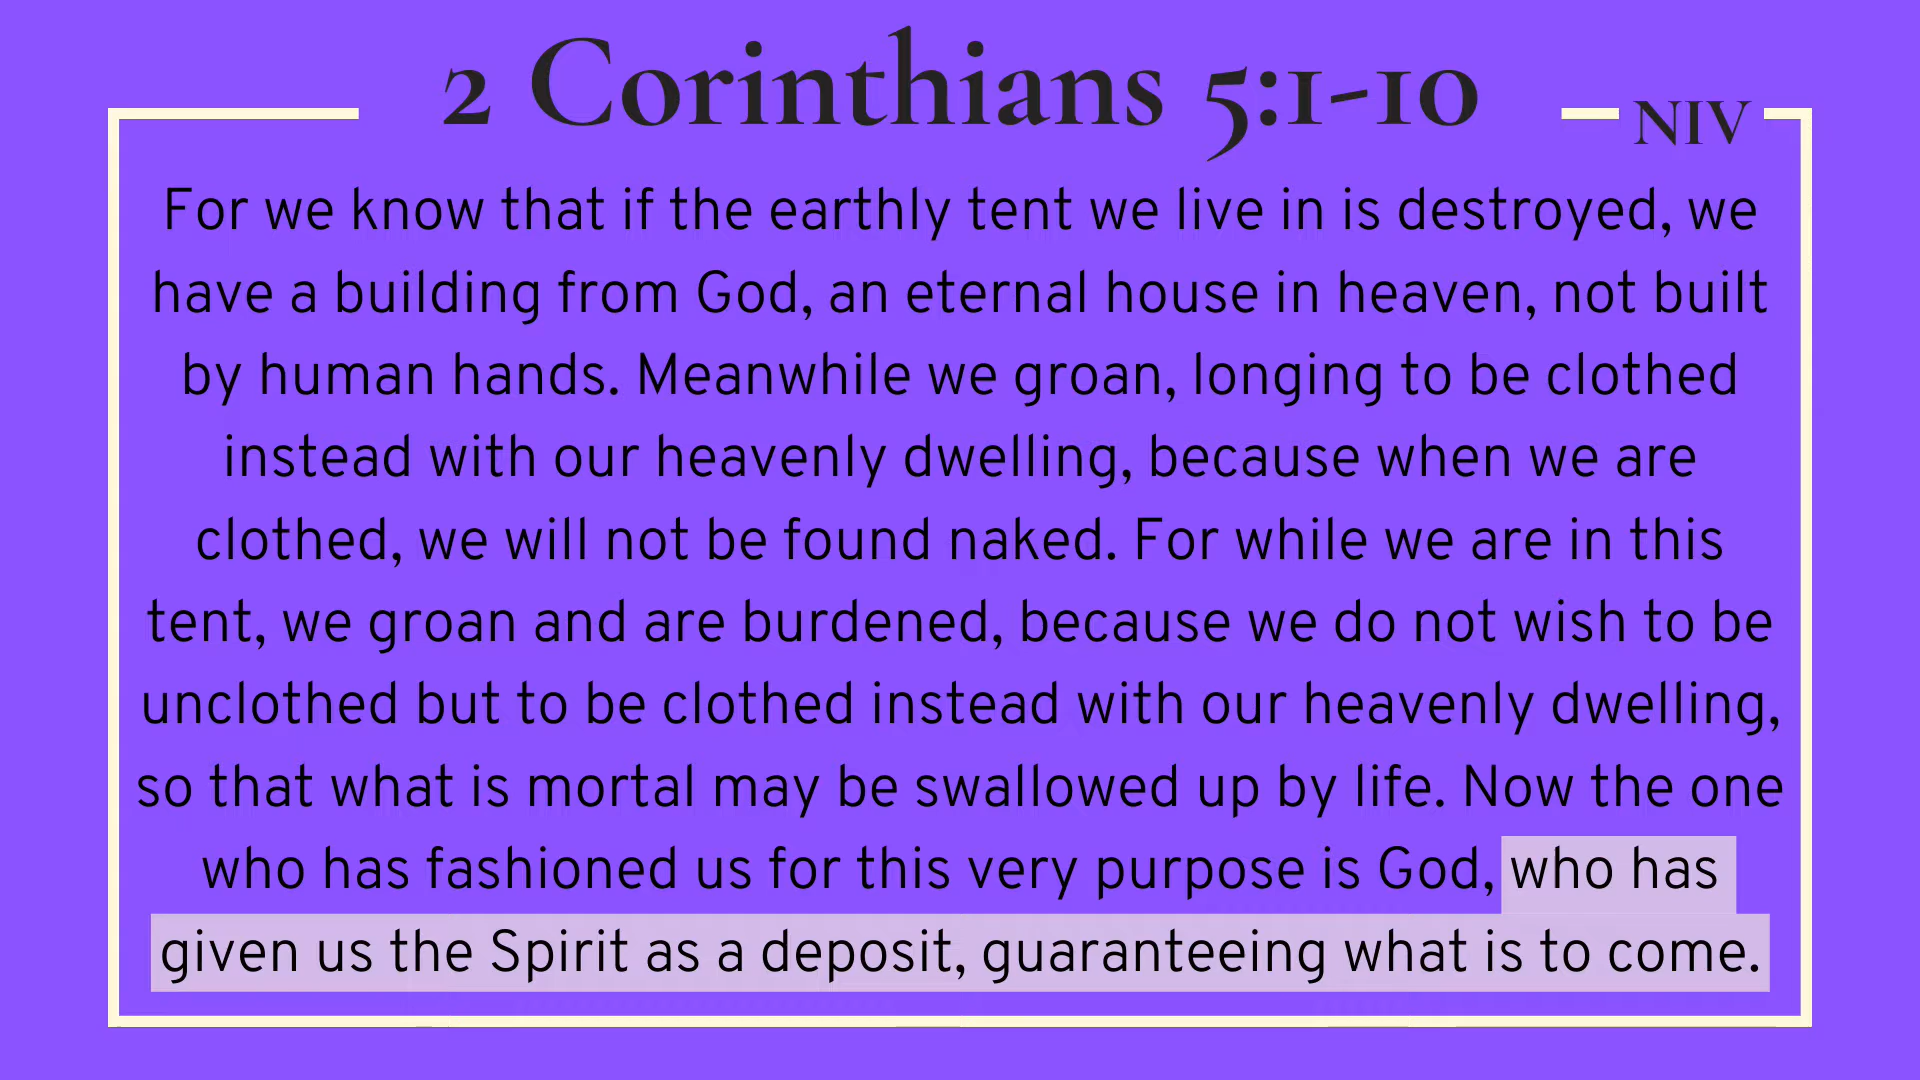 2 Corinthians 5:1-10
NIV
For we know that if the earthly tent we live in is destroyed, we
have a building from God, an eternal house in heaven, not built
by human hands. Meanwhile we groan, longing to be clothed
instead with our heavenly dwelling, because when we are
clothed, we will not be found naked. For while we are in this
tent, we groan and are burdened, because we do not wish to be
unclothed but to be clothed instead with our heavenly dwelling,
so that what is mortal may be swallowed up by life. Now the one
who has fashioned us for this very purpose is God, who has
given us the Spirit as a deposit, guaranteeing what is to come.